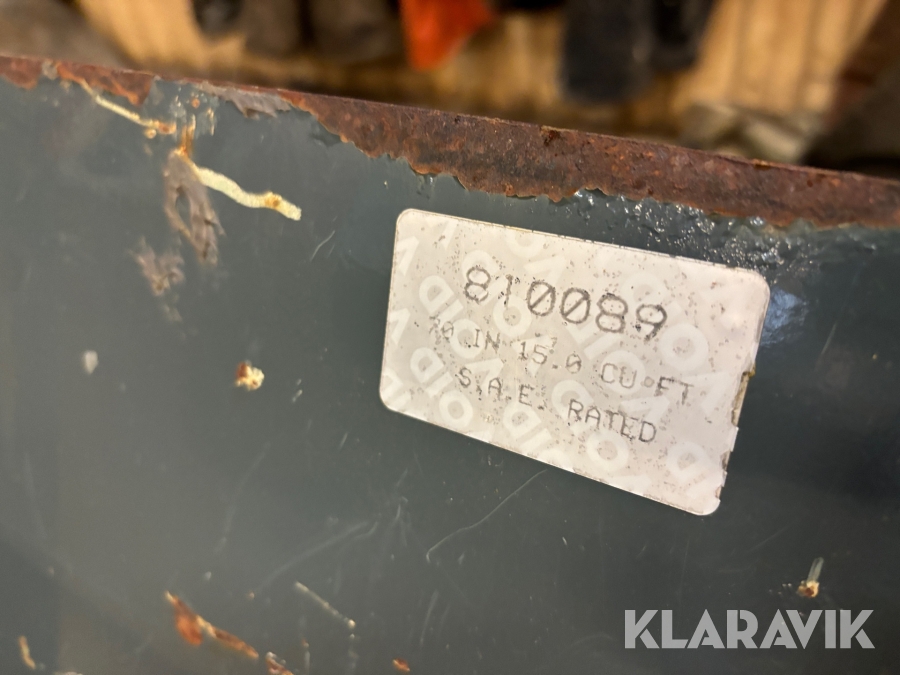 810089
70 IN 15.0 CU FT
S.A.E. RATED
KLARAVIK